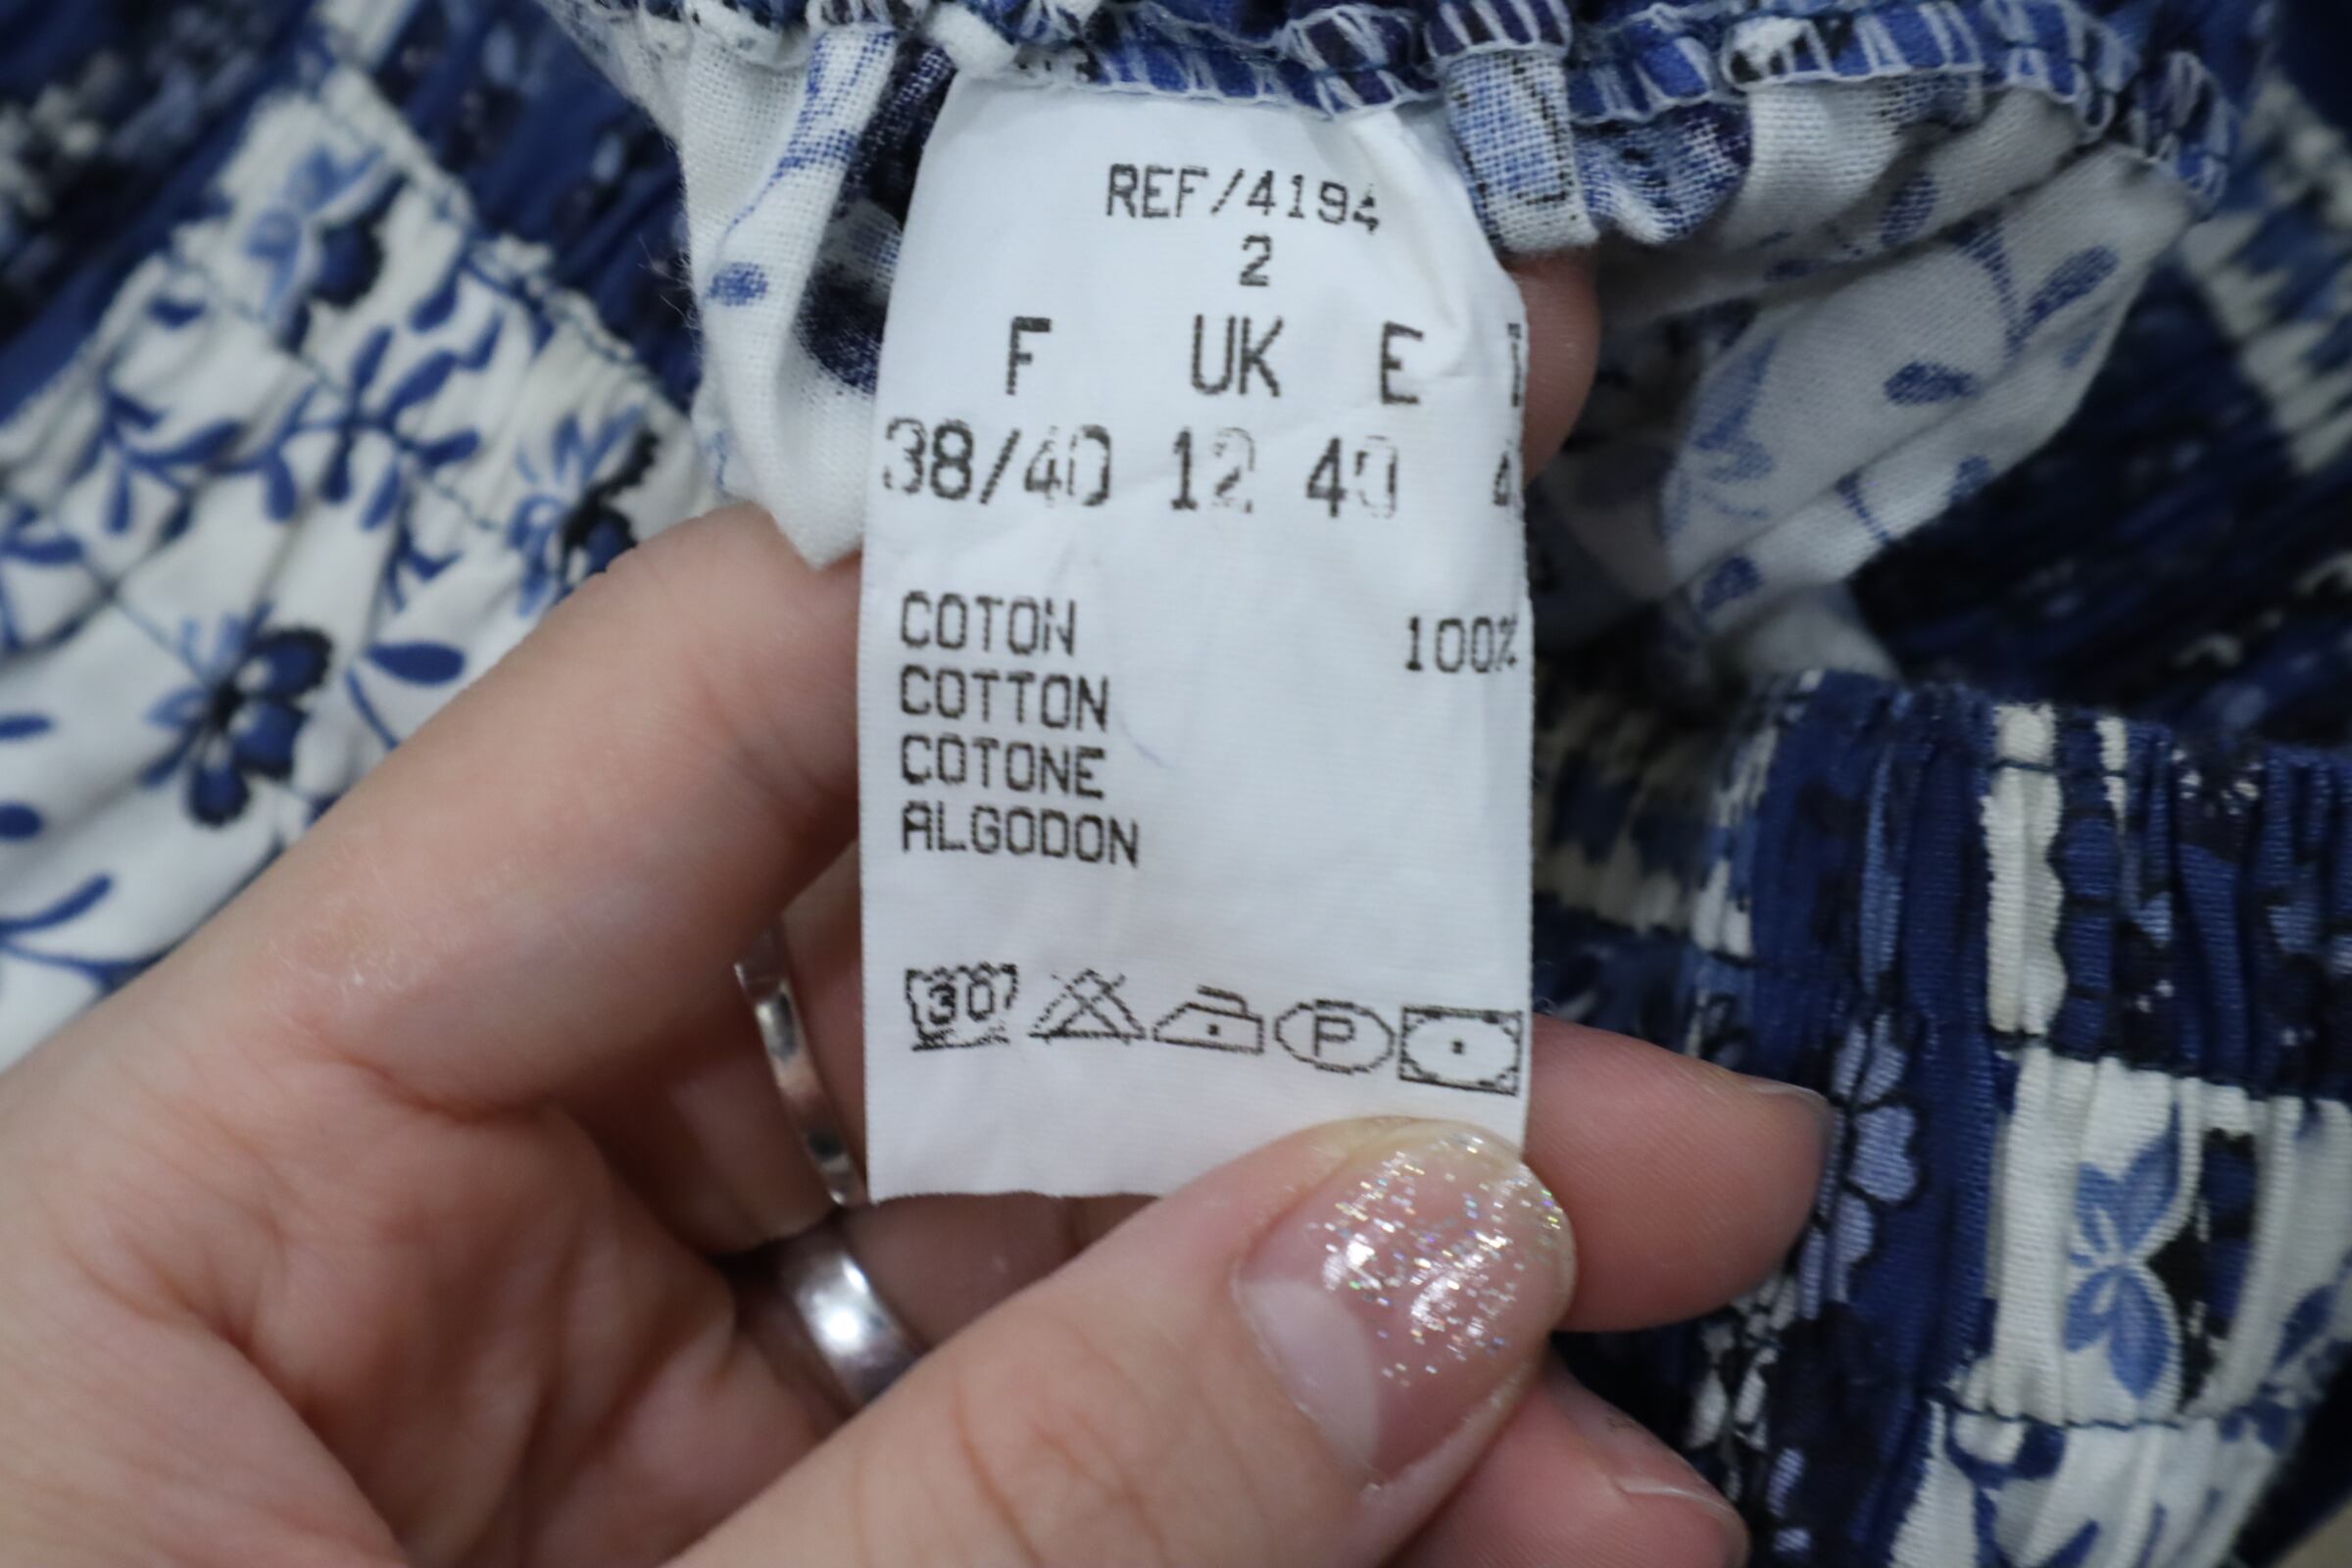 REF/4194
2
F UK E
38/40 12 40
COTON 100%
COTTON
COTONE
ALGODON
30 P